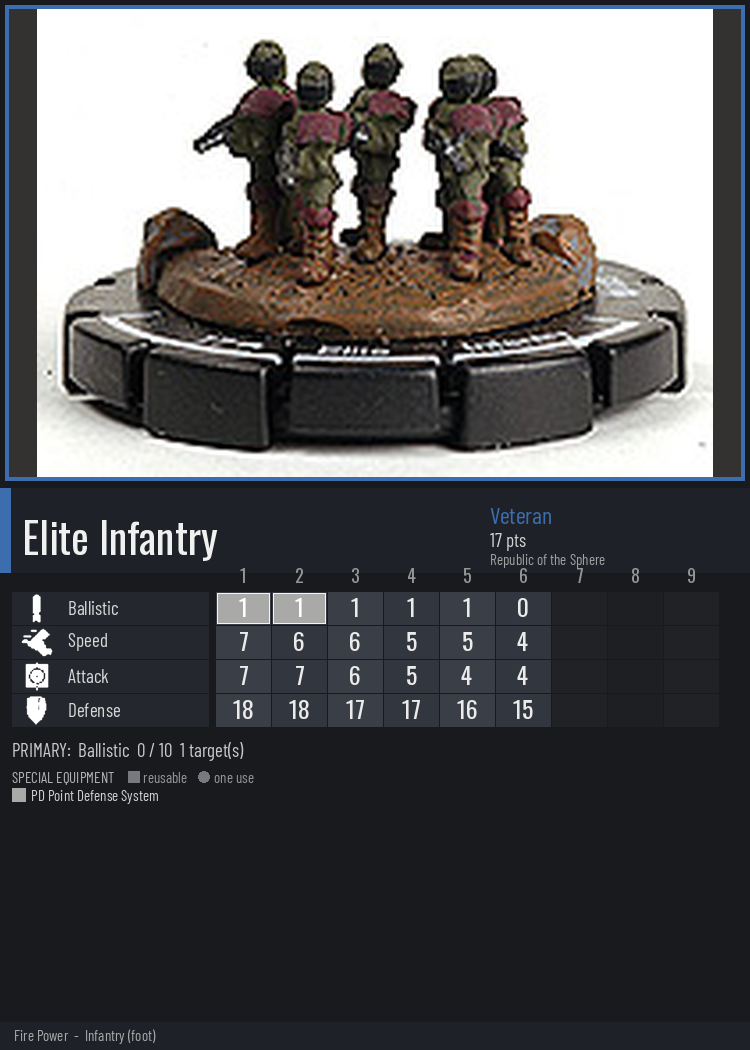 Elite
Elite Infantry
Veteran
17 pts
Republic of the Sphere
1 2 3 4 5 6 7 8 9
Ballistic 1 1 1 1 1 0
Speed 7 6 6 5 5 4
Attack 7 7 6 5 4 4
Defense 18 18 17 17 16 15
PRIMARY: Ballistic 0 / 10 1 target(s)
SPECIAL EQUIPMENT reusable one use
PD Point Defense System
Fire Power - Infantry (foot)